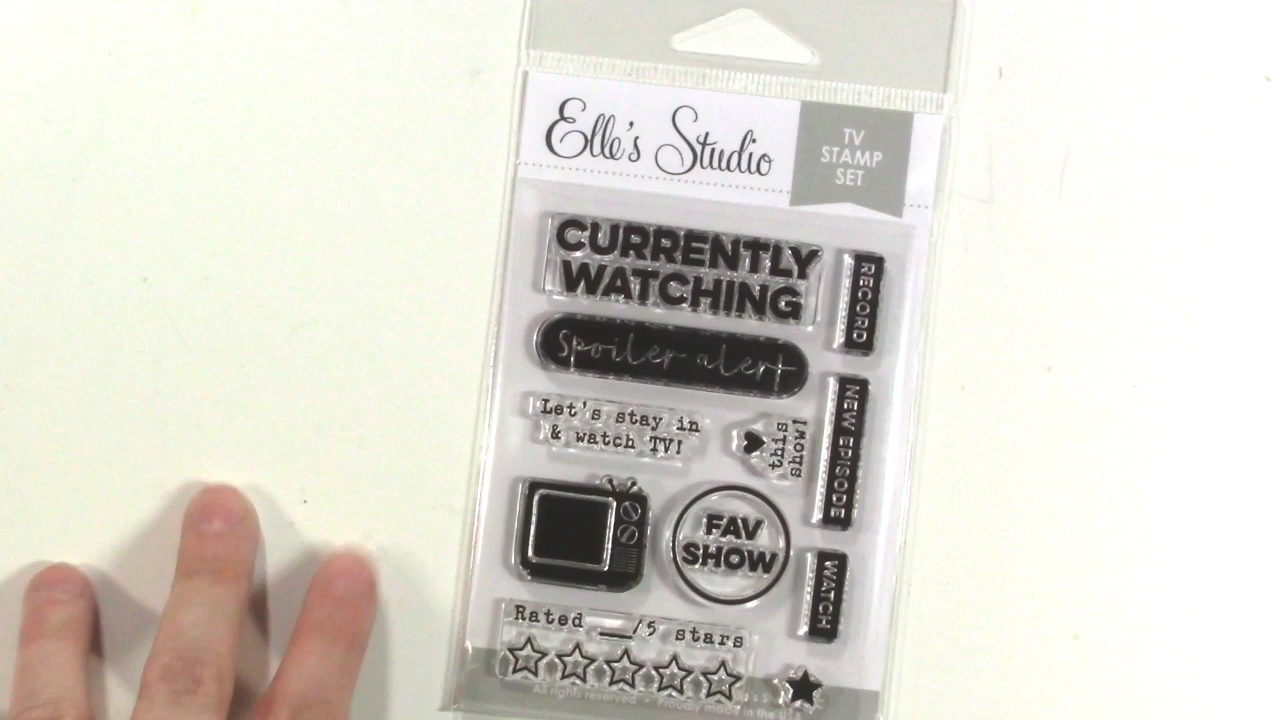 Elle's Studio
TV
STAMP
SET
CURRENTLY
WATCHING
RECORD
Spoiler alert
Let's stay in
& watch TV!
this
show!
NEW EPISODE
FAV
SHOW
WATCH
Rated __/5 stars
All rights reserved. • Proudly made in the USA